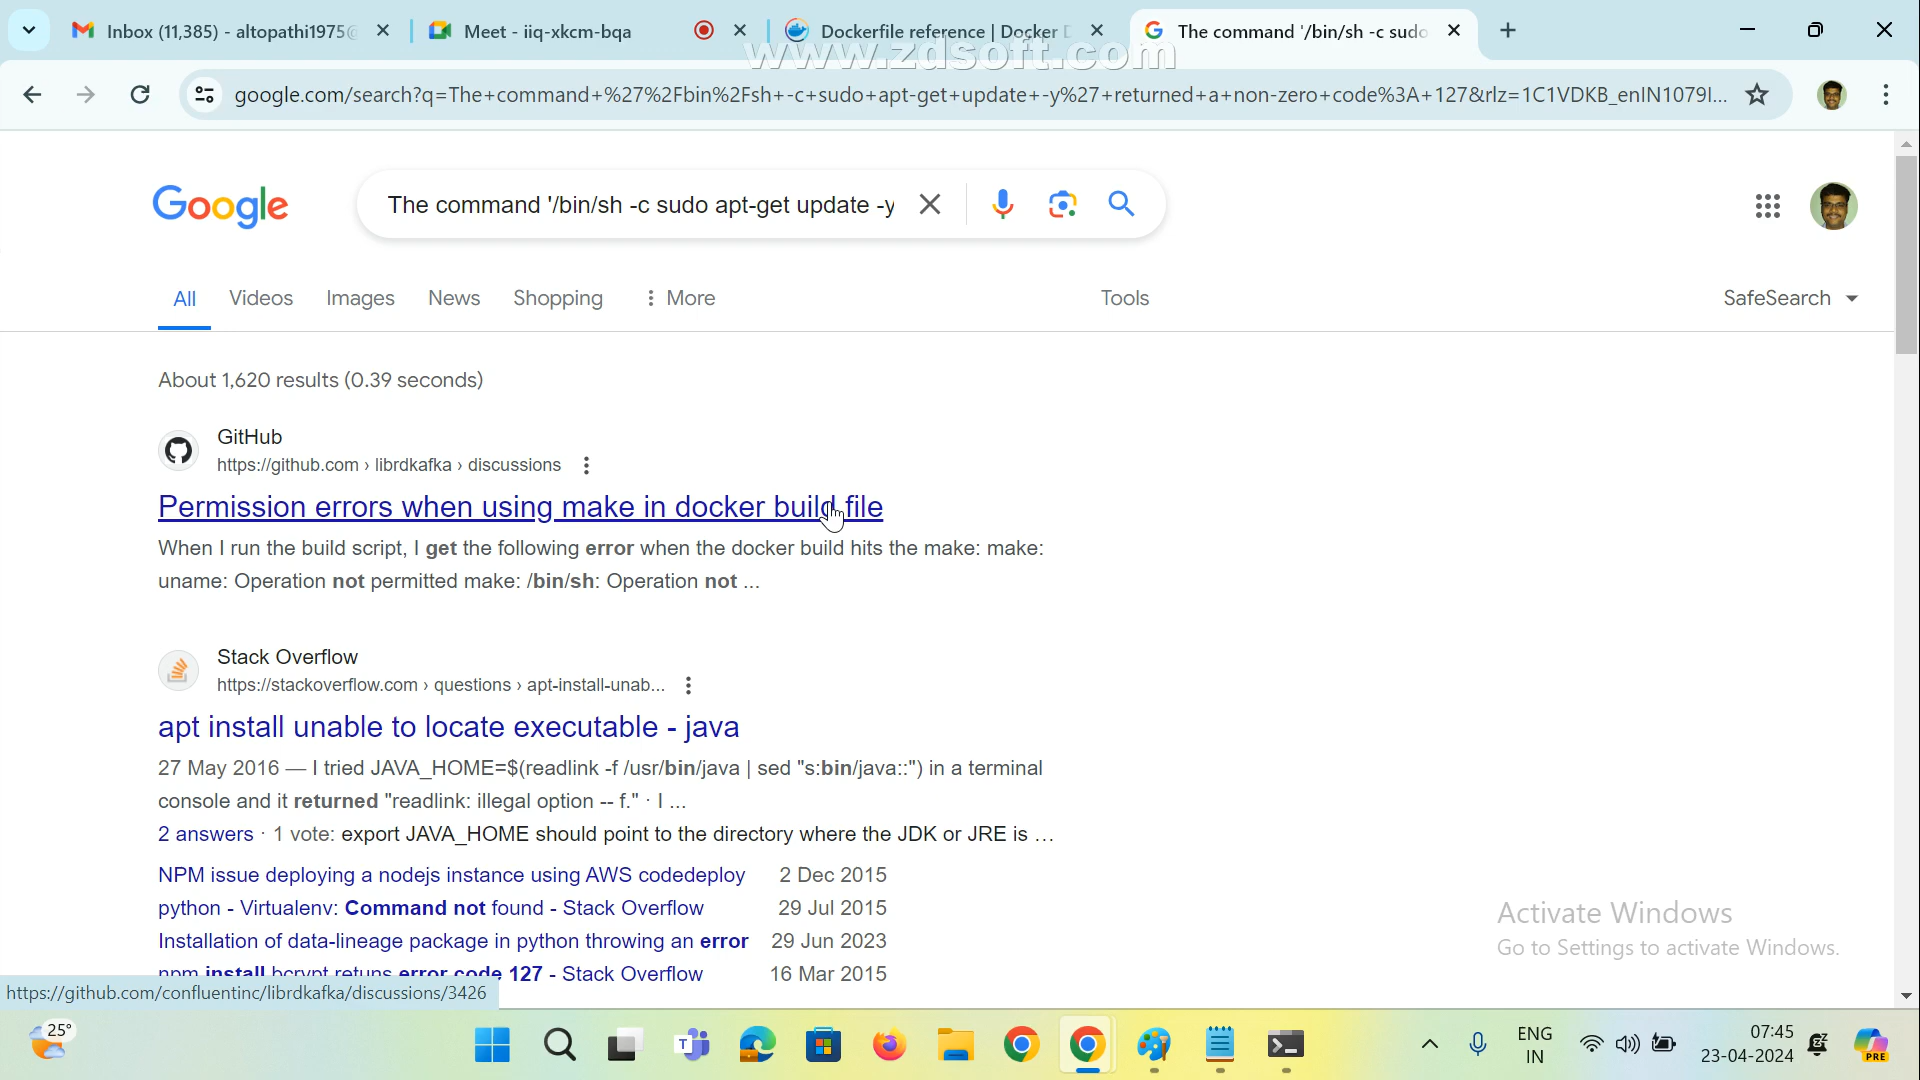 Inbox (11,385) - altopathi1975@
Meet - iiq-xkcm-bqa
Dockerfile reference | Docker D
The command '/bin/sh -c sudo
www.zdsoft.com
google.com/search?q=The+command+%27%2Fbin%2Fsh+-c+sudo+apt-get+update+-y%27+returned+a+non-zero+code%3A+127&rlz=1C1VDKB_enIN1079I...
Google
The command '/bin/sh -c sudo apt-get update -y
All
Videos
Images
News
Shopping
More
Tools
SafeSearch
About 1,620 results (0.39 seconds)
GitHub
https://github.com › librdkafka › discussions
Permission errors when using make in docker build file
When I run the build script, I get the following error when the docker build hits the make: make:
uname: Operation not permitted make: /bin/sh: Operation not ...
Stack Overflow
https://stackoverflow.com › questions › apt-install-unab...
apt install unable to locate executable - java
27 May 2016 — I tried JAVA_HOME=$(readlink -f /usr/bin/java | sed "s:bin/java::") in a terminal
console and it returned "readlink: illegal option -- f." · I ...
2 answers · 1 vote: export JAVA_HOME should point to the directory where the JDK or JRE is ...
NPM issue deploying a nodejs instance using AWS codedeploy 2 Dec 2015
python - Virtualenv: Command not found - Stack Overflow 29 Jul 2015
Installation of data-lineage package in python throwing an error 29 Jun 2023
npm install bcrypt retuns error code 127 - Stack Overflow 16 Mar 2015
Activate Windows
Go to Settings to activate Windows.
https://github.com/confluentinc/librdkafka/discussions/3426
25°
ENG
IN
07:45
23-04-2024
PRE